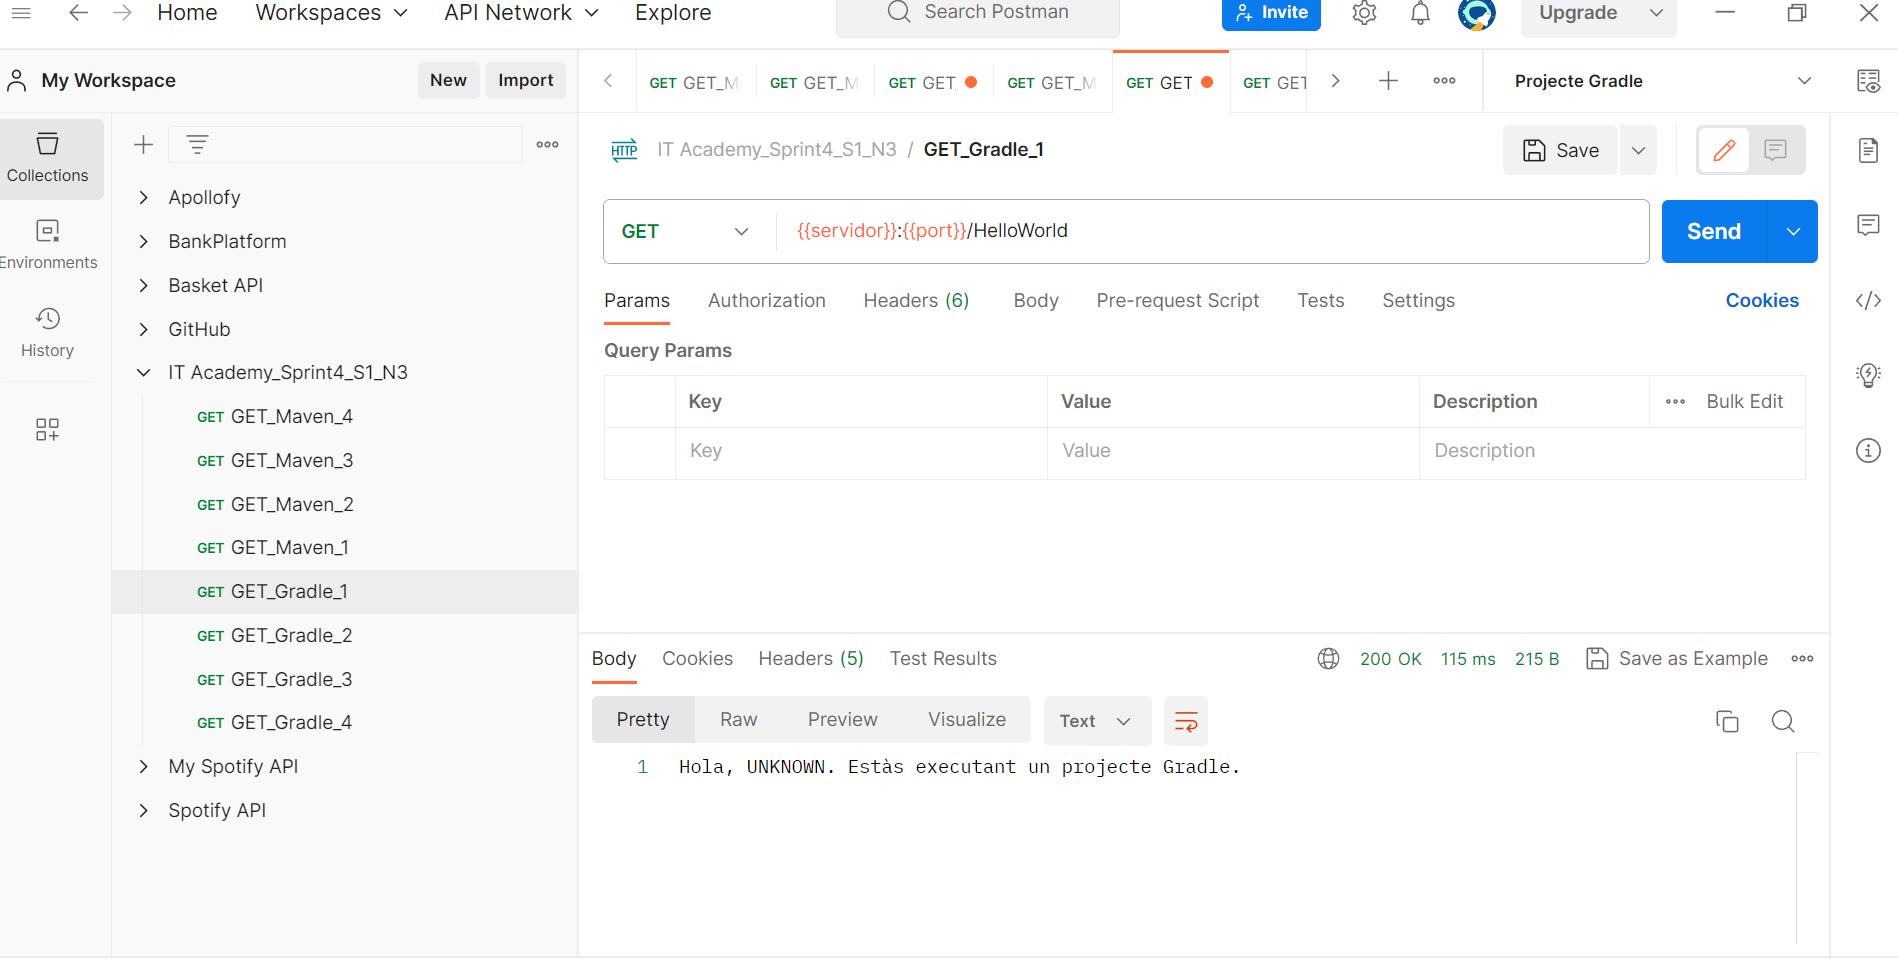 Home Workspaces API Network Explore Search Postman Invite Upgrade
My Workspace New Import
GET GET_M GET GET_M GET GET. GET GET_M GET GET GET GET Projecte Gradle
Collections
Environments
History
Apollofy
BankPlatform
Basket API
GitHub
IT Academy_Sprint4_S1_N3
GET GET_Maven_4
GET GET_Maven_3
GET GET_Maven_2
GET GET_Maven_1
GET GET_Gradle_1
GET GET_Gradle_2
GET GET_Gradle_3
GET GET_Gradle_4
My Spotify API
Spotify API
HTTP IT Academy_Sprint4_S1_N3 / GET_Gradle_1 Save
GET {{servidor}}:{{port}}/HelloWorld Send
Params Authorization Headers (6) Body Pre-request Script Tests Settings Cookies
Query Params
Key Value Description Bulk Edit
Key Value Description
Body Cookies Headers (5) Test Results 200 OK 115 ms 215 B Save as Example
Pretty Raw Preview Visualize Text
1 Hola, UNKNOWN. Estàs executant un projecte Gradle.